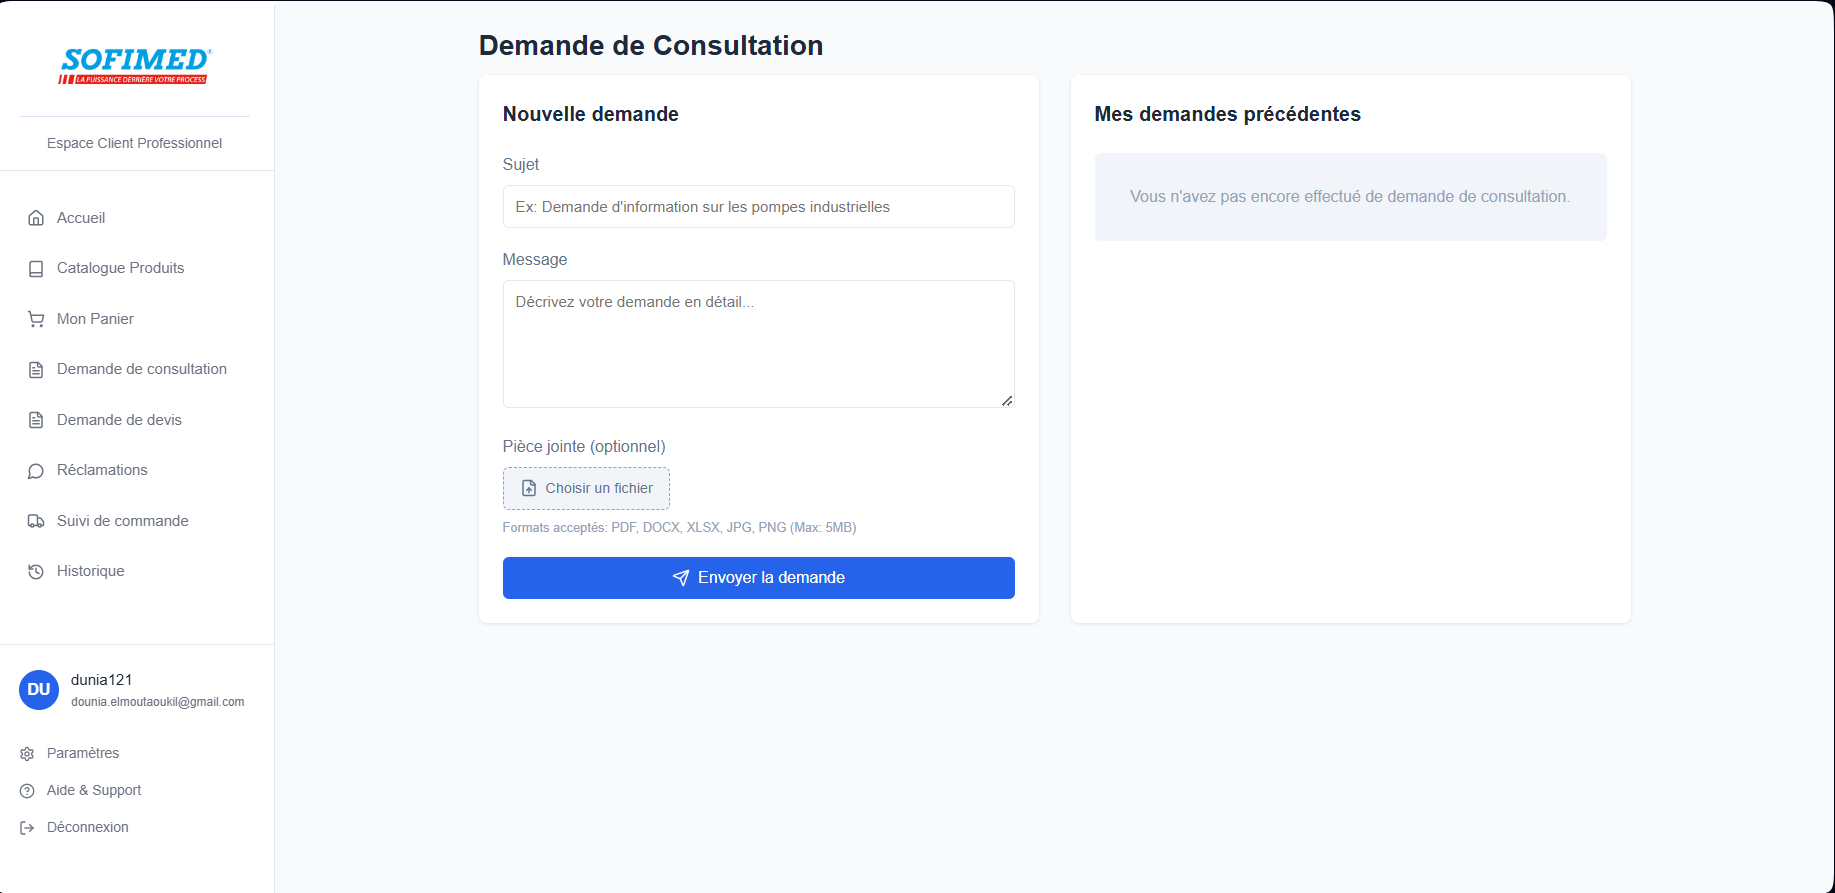 SOFIMED
LA PUISSANCE DERRIÈRE VOTRE PROCESS
Espace Client Professionnel
Accueil
Catalogue Produits
Mon Panier
Demande de consultation
Demande de devis
Réclamations
Suivi de commande
Historique
DU
dunia121
dounia.elmoutaoukil@gmail.com
Paramètres
Aide & Support
Déconnexion
Demande de Consultation
Nouvelle demande
Sujet
Ex: Demande d'information sur les pompes industrielles
Message
Décrivez votre demande en détail...
Pièce jointe (optionnel)
Choisir un fichier
Formats acceptés: PDF, DOCX, XLSX, JPG, PNG (Max: 5MB)
Envoyer la demande
Mes demandes précédentes
Vous n'avez pas encore effectué de demande de consultation.